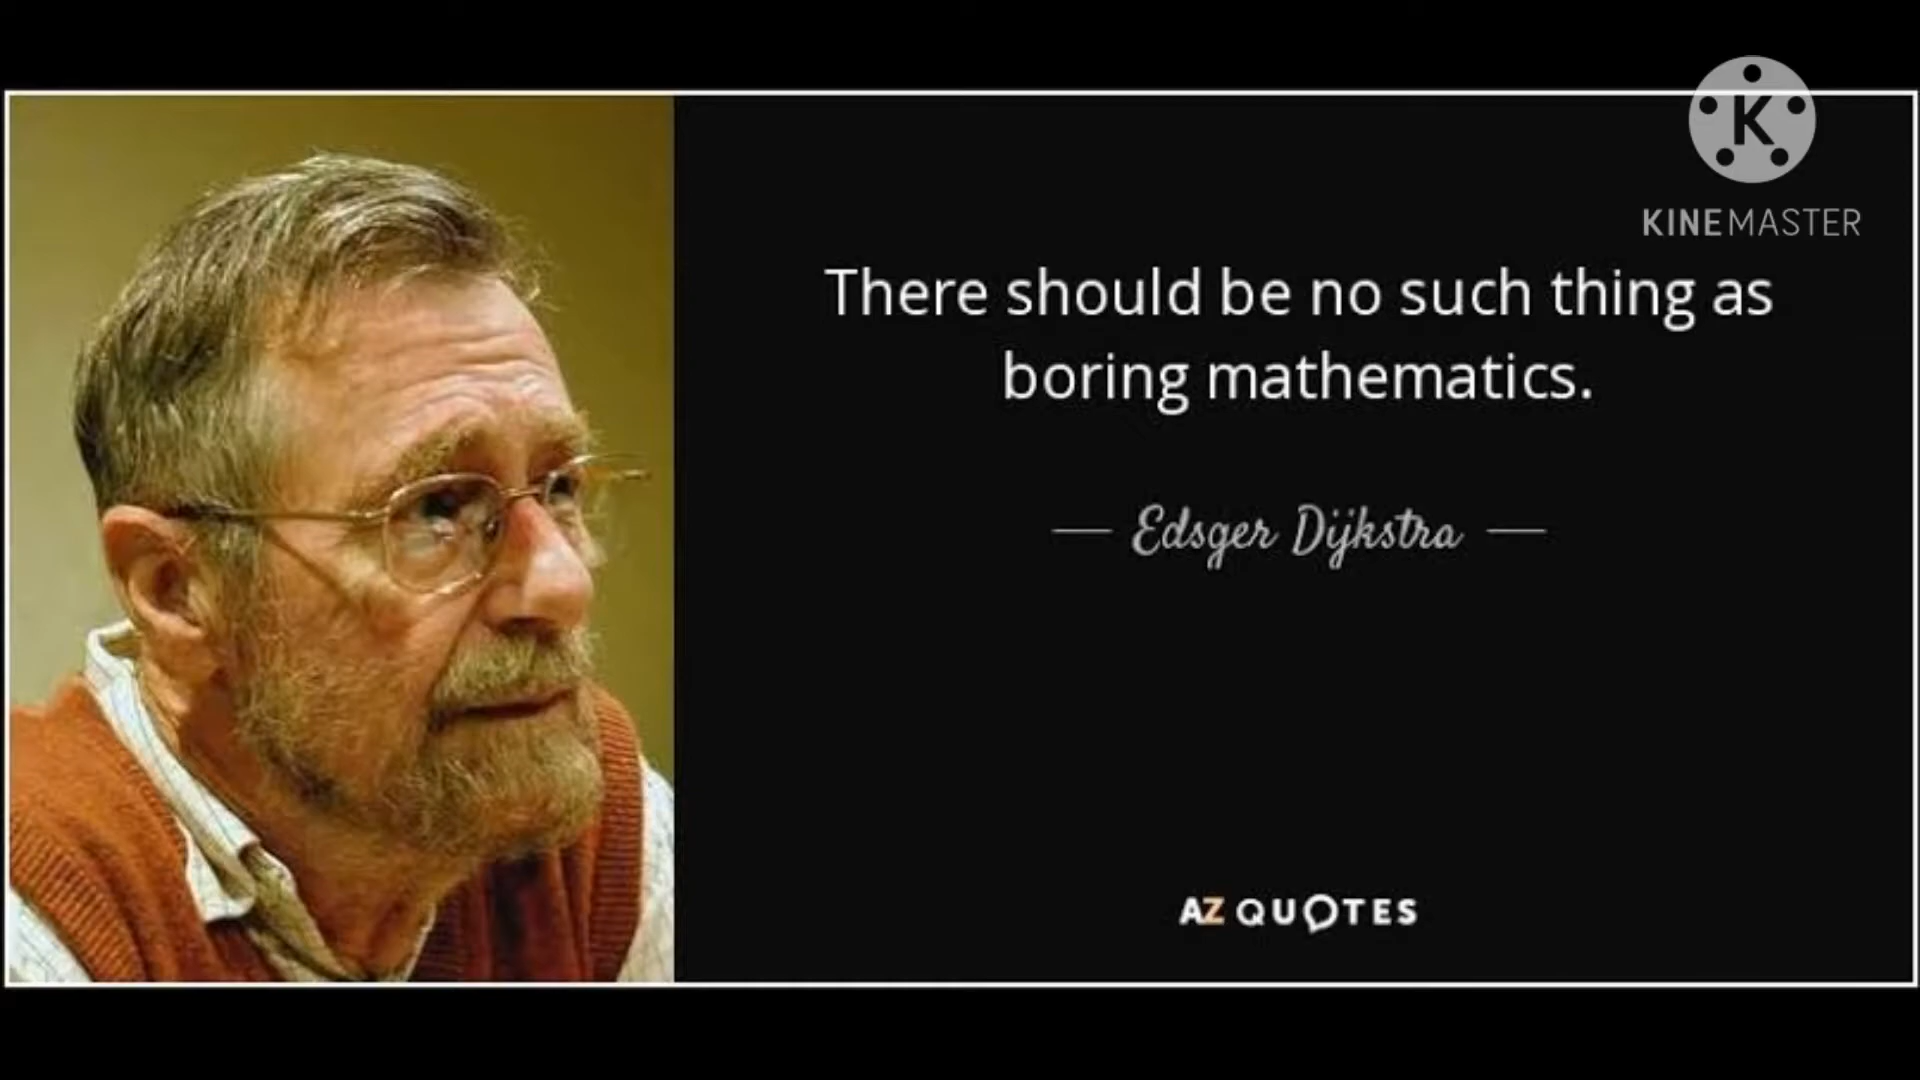 K
KINEMASTER
There should be no such thing as
boring mathematics.
Edsger Dijkstra
AZ QUOTES